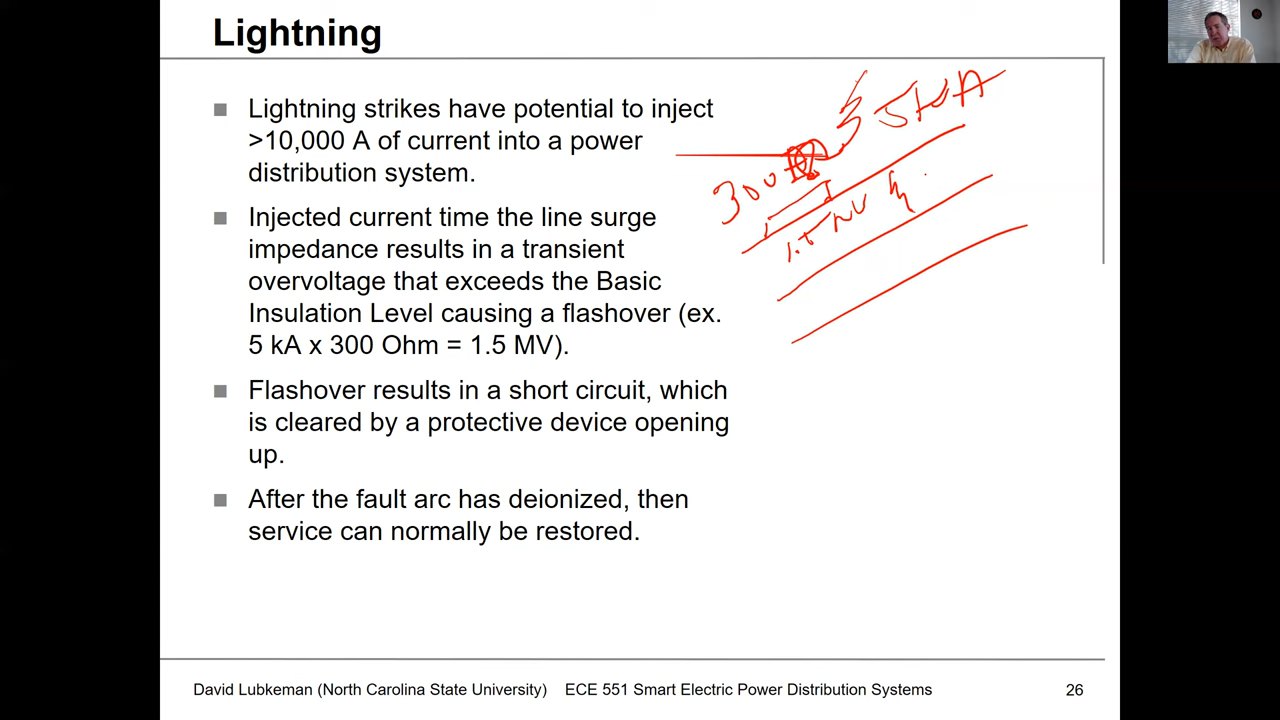 Lightning
Lightning strikes have potential to inject
>10,000 A of current into a power
distribution system.
Injected current time the line surge
impedance results in a transient
overvoltage that exceeds the Basic
Insulation Level causing a flashover (ex.
5 kA x 300 Ohm = 1.5 MV).
Flashover results in a short circuit, which
is cleared by a protective device opening
up.
After the fault arc has deionized, then
service can normally be restored.
5kA
300
1.5 MV
David Lubkeman (North Carolina State University) ECE 551 Smart Electric Power Distribution Systems 26